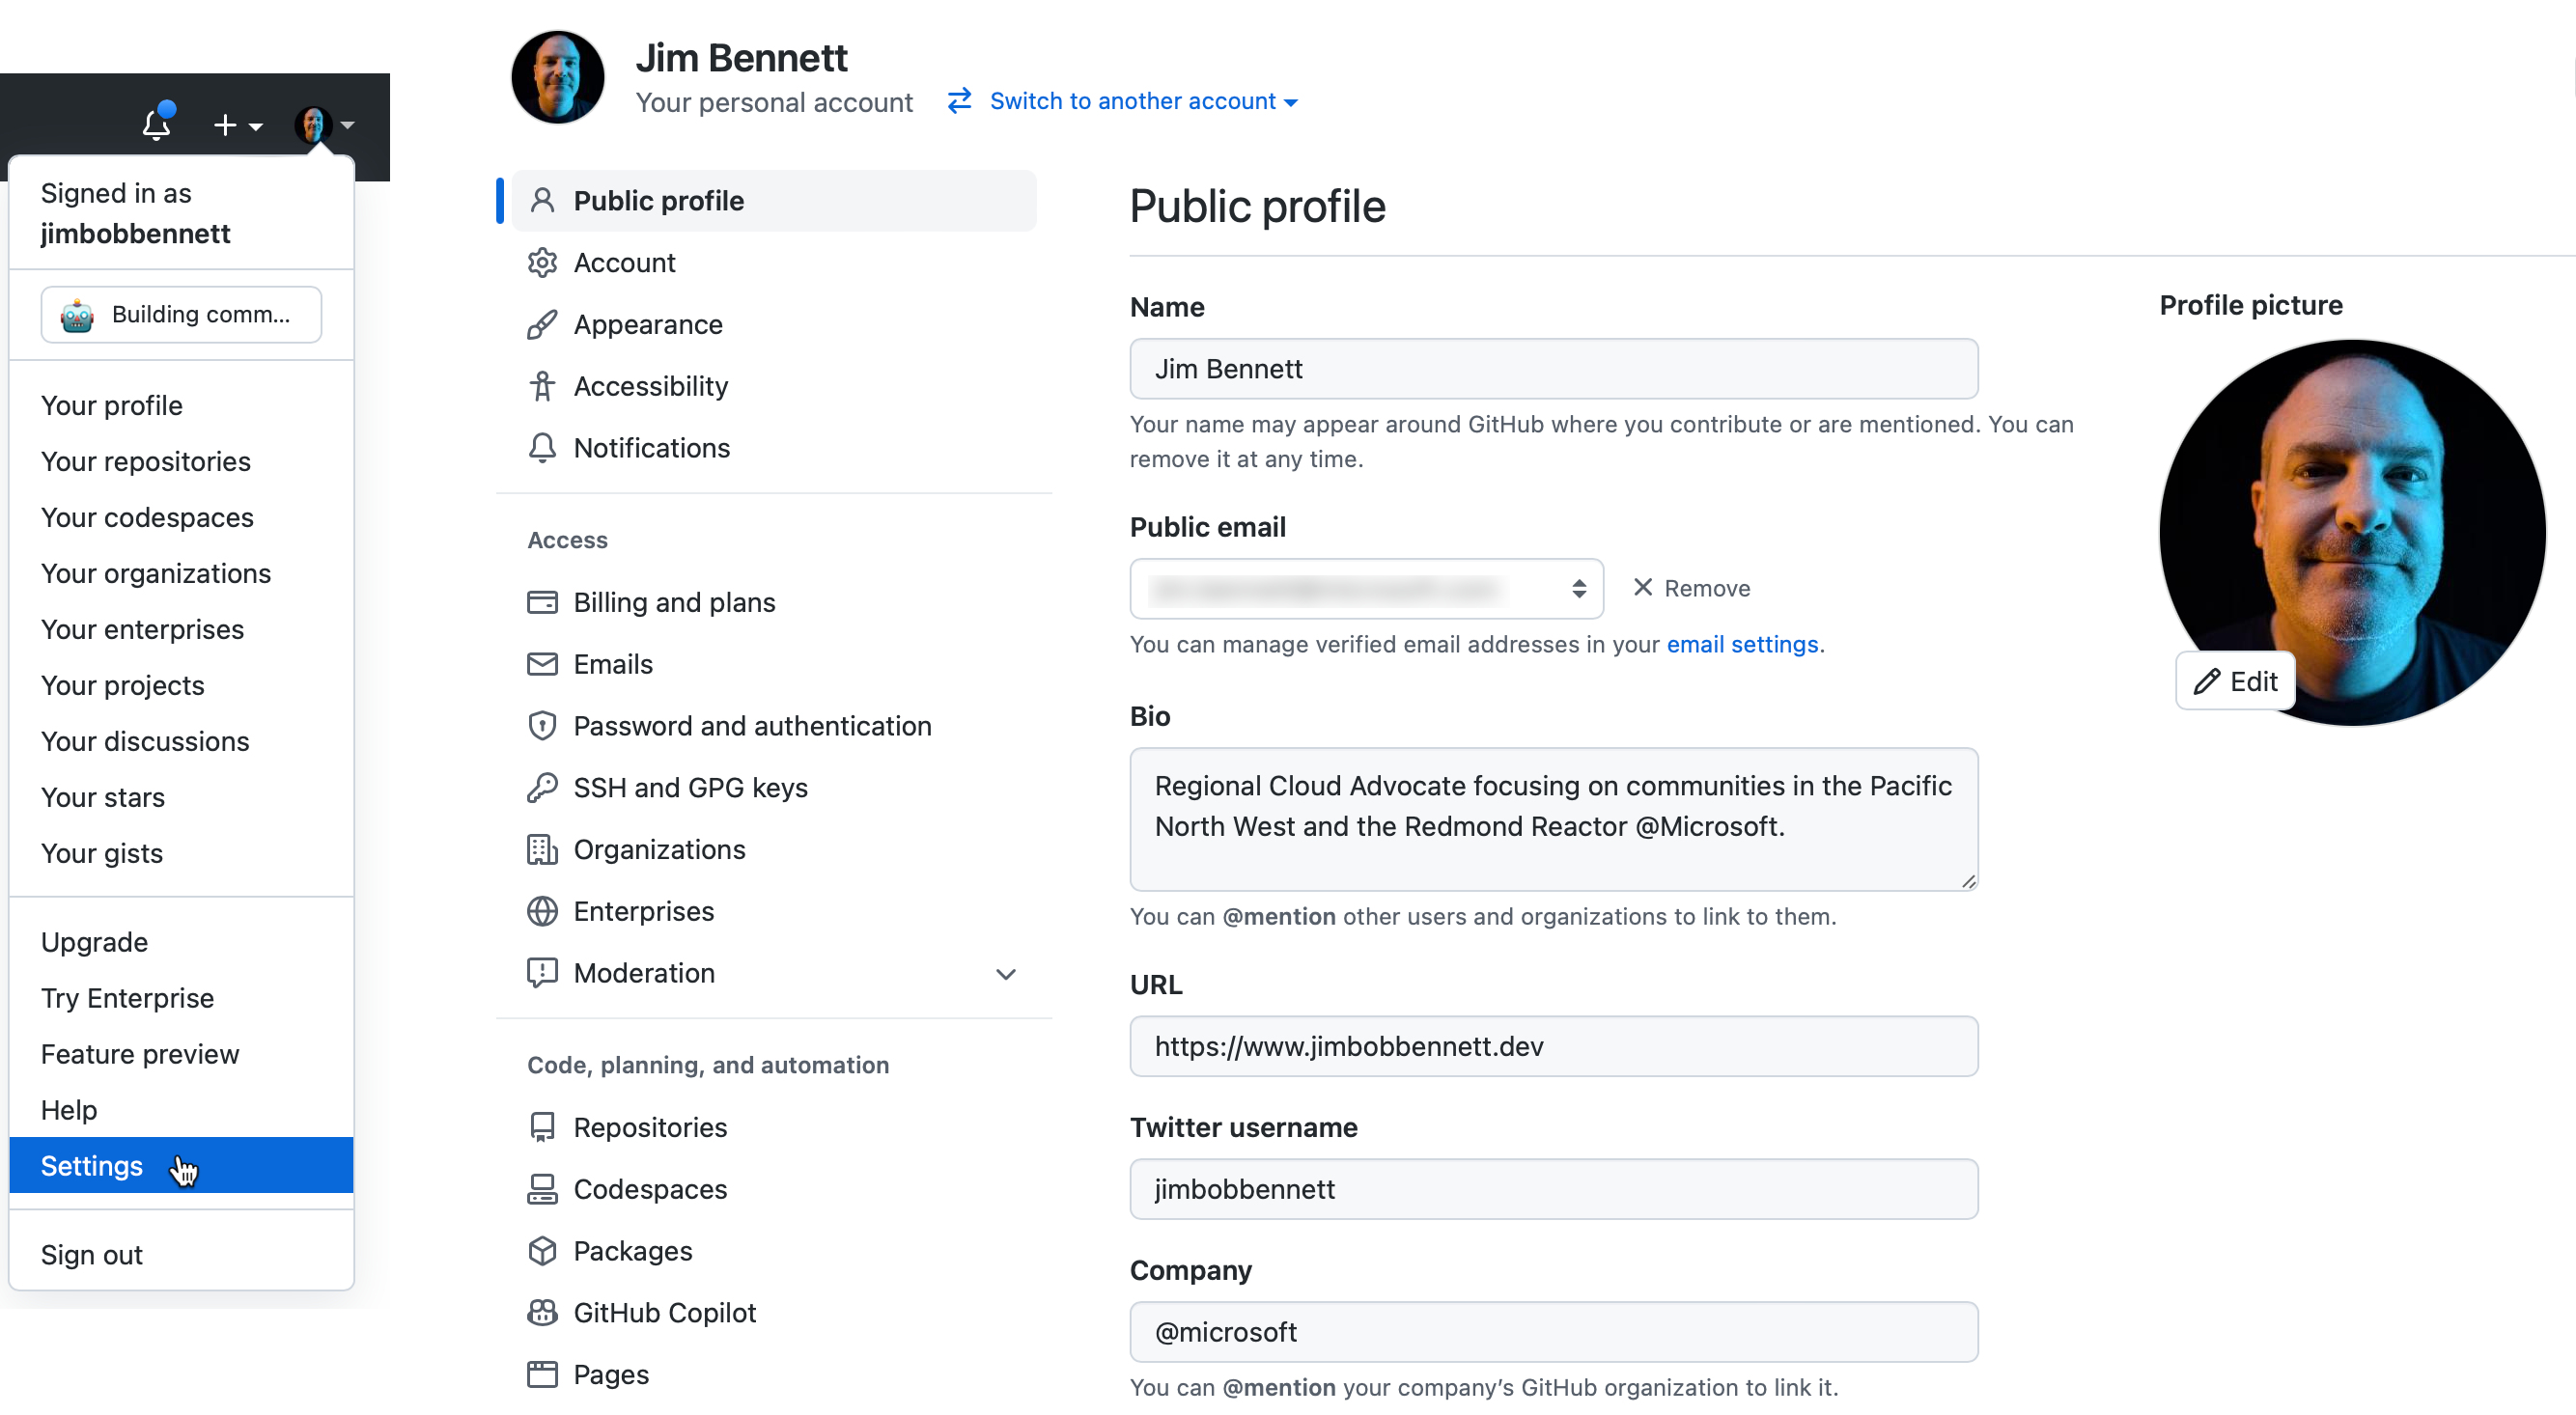 Signed in as
jimbobbennett
Building comm...
Your profile
Your repositories
Your codespaces
Your organizations
Your enterprises
Your projects
Your discussions
Your stars
Your gists
Upgrade
Try Enterprise
Feature preview
Help
Settings
Sign out
Jim Bennett
Your personal account
Switch to another account
Public profile
Account
Appearance
Accessibility
Notifications
Access
Billing and plans
Emails
Password and authentication
SSH and GPG keys
Organizations
Enterprises
Moderation
Code, planning, and automation
Repositories
Codespaces
Packages
GitHub Copilot
Pages
Public profile
Name
Jim Bennett
Your name may appear around GitHub where you contribute or are mentioned. You can
remove it at any time.
Public email
Remove
You can manage verified email addresses in your email settings.
Bio
Regional Cloud Advocate focusing on communities in the Pacific
North West and the Redmond Reactor @Microsoft.
You can @mention other users and organizations to link to them.
URL
https://www.jimbobbennett.dev
Twitter username
jimbobbennett
Company
@microsoft
You can @mention your company’s GitHub organization to link it.
Profile picture
Edit